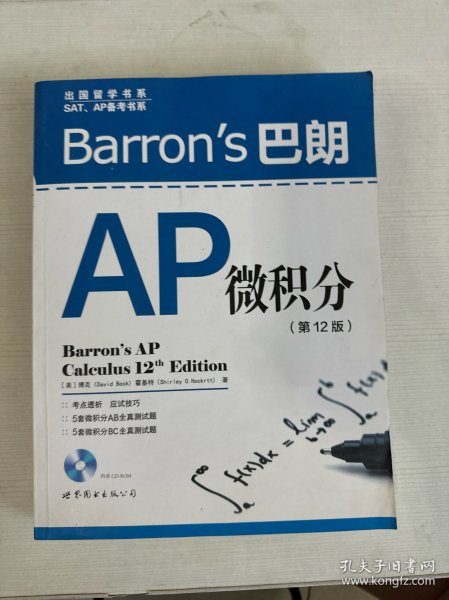 出国留学书系
SAT、AP备考书系
Barron's 巴朗
AP 微积分
(第12版)
Barron's AP
Calculus 12th Edition
[美] 博克 (David Bock) 霍基特 (Shirley O.Hockett) 著
:: 考点透析 应试技巧
:: 5套微积分AB全真测试题
:: 5套微积分BC全真测试题
内含 CD-ROM
世界图书出版公司
∫a∞ f(x)dx = lim b→∞ ∫ab f(x)d
孔夫子旧书网
www.kongfz.com